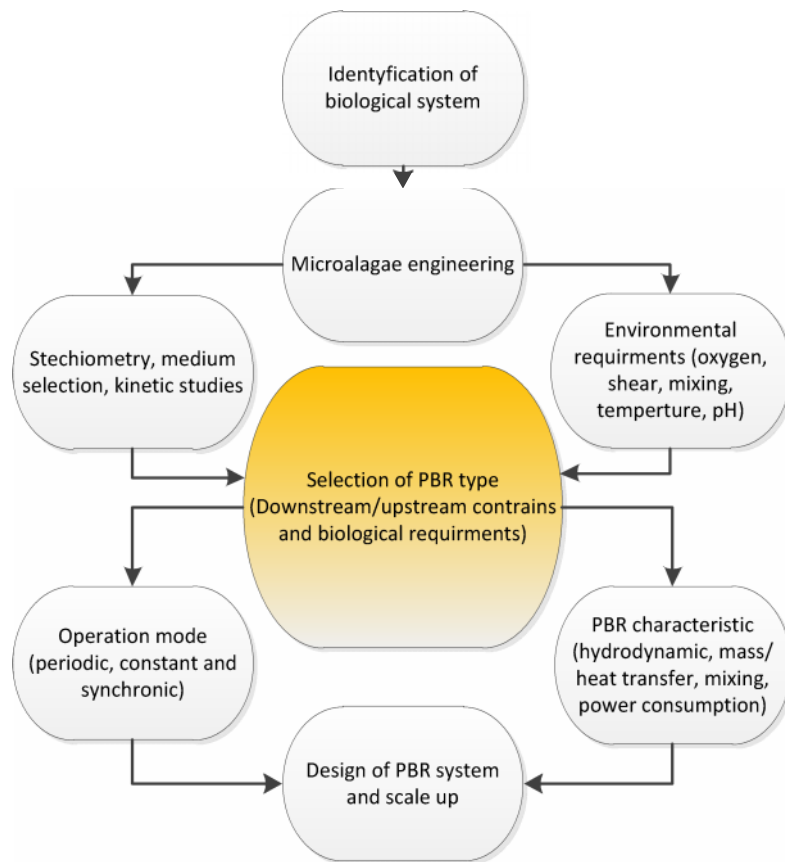 Identyfication of
biological system
Microalagae engineering
Stechiometry, medium
selection, kinetic studies
Environmental
requirments (oxygen,
shear, mixing,
temperture, pH)
Selection of PBR type
(Downstream/upstream contrains
and biological requirments)
Operation mode
(periodic, constant and
synchronic)
PBR characteristic
(hydrodynamic, mass/
heat transfer, mixing,
power consumption)
Design of PBR system
and scale up